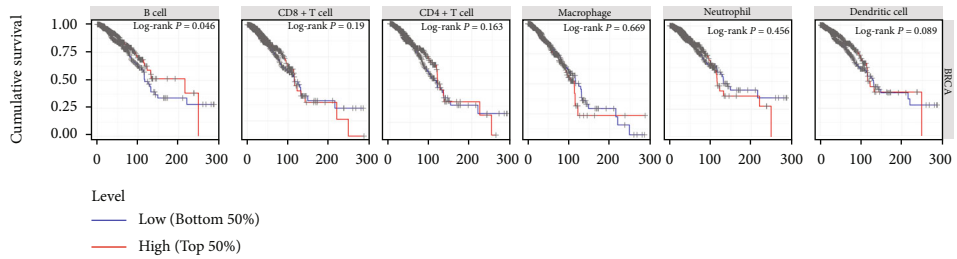 B cell
CD8 + T cell
CD4 + T cell
Macrophage
Neutrophil
Dendritic cell
Log-rank P = 0.046
Log-rank P = 0.19
Log-rank P = 0.163
Log-rank P = 0.669
Log-rank P = 0.456
Log-rank P = 0.089
Cumulative survival
1.00
0.75
0.50
0.25
0.00
BRCA
0 100 200 300
0 100 200 300
0 100 200 300
0 100 200 300
0 100 200 300
0 100 200 300
Level
Low (Bottom 50%)
High (Top 50%)